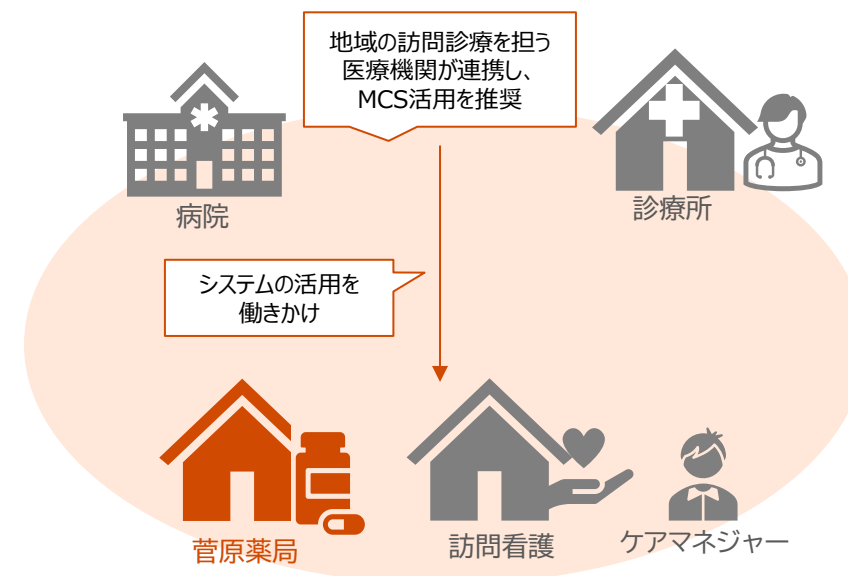 地域の訪問診療を担う
医療機関が連携し、
MCS活用を推奨
病院
診療所
システムの活用を
働きかけ
菅原薬局
訪問看護
ケアマネジャー